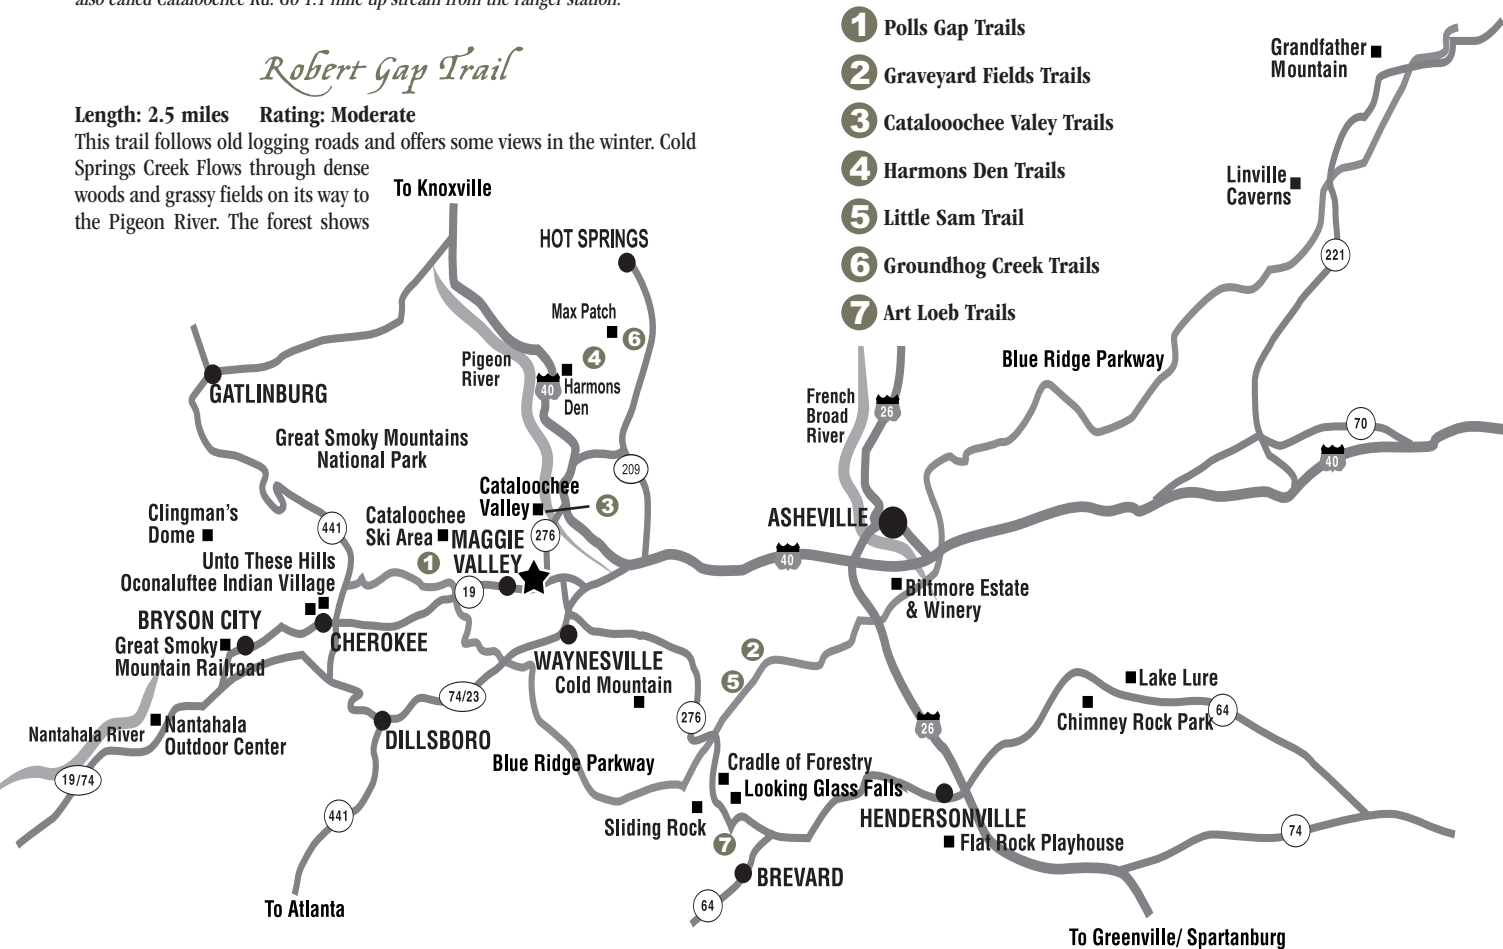 also called Cataloochee Rd. Go 1.1 mile up stream from the ranger station.
Robert Gap Trail
Length: 2.5 miles Rating: Moderate
This trail follows old logging roads and offers some views in the winter. Cold
Springs Creek Flows through dense
woods and grassy fields on its way to
the Pigeon River. The forest shows
1 Polls Gap Trails
2 Graveyard Fields Trails
3 Catalooochee Valey Trails
4 Harmons Den Trails
5 Little Sam Trail
6 Groundhog Creek Trails
7 Art Loeb Trails
Grandfather
Mountain
Linville
Caverns
221
To Knoxville
HOT SPRINGS
Max Patch
6
4
Pigeon
River
40
Harmons
Den
GATLINBURG
Great Smoky Mountains
National Park
209
Blue Ridge Parkway
French
Broad
River
26
70
40
Cataloochee
Valley
3
Clingman's
Dome
441
Cataloochee
Ski Area
276
MAGGIE
VALLEY
1
19
ASHEVILLE
40
Unto These Hills
Oconaluftee Indian Village
BRYSON CITY
CHEROKEE
Great Smoky
Mountain Railroad
Biltmore Estate
& Winery
WAYNESVILLE
Cold Mountain
2
5
276
74/23
Nantahala River
Nantahala
Outdoor Center
DILLSBORO
19/74
Blue Ridge Parkway
Lake Lure
Chimney Rock Park
64
26
Cradle of Forestry
Looking Glass Falls
Sliding Rock
7
HENDERSONVILLE
Flat Rock Playhouse
74
441
BREVARD
64
To Atlanta
To Greenville/ Spartanburg